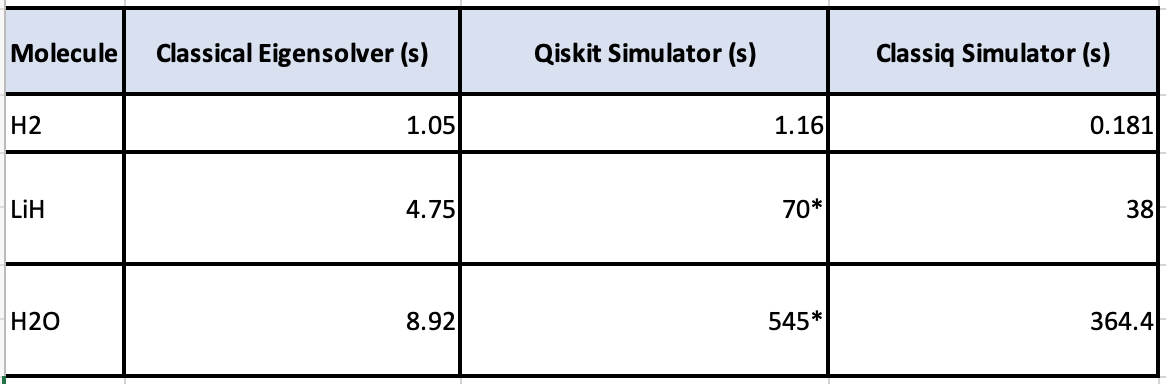 Molecule Classical Eigensolver (s) Qiskit Simulator (s) Classiq Simulator (s)
H2 1.05 1.16 0.181
LiH 4.75 70* 38
H2O 8.92 545* 364.4